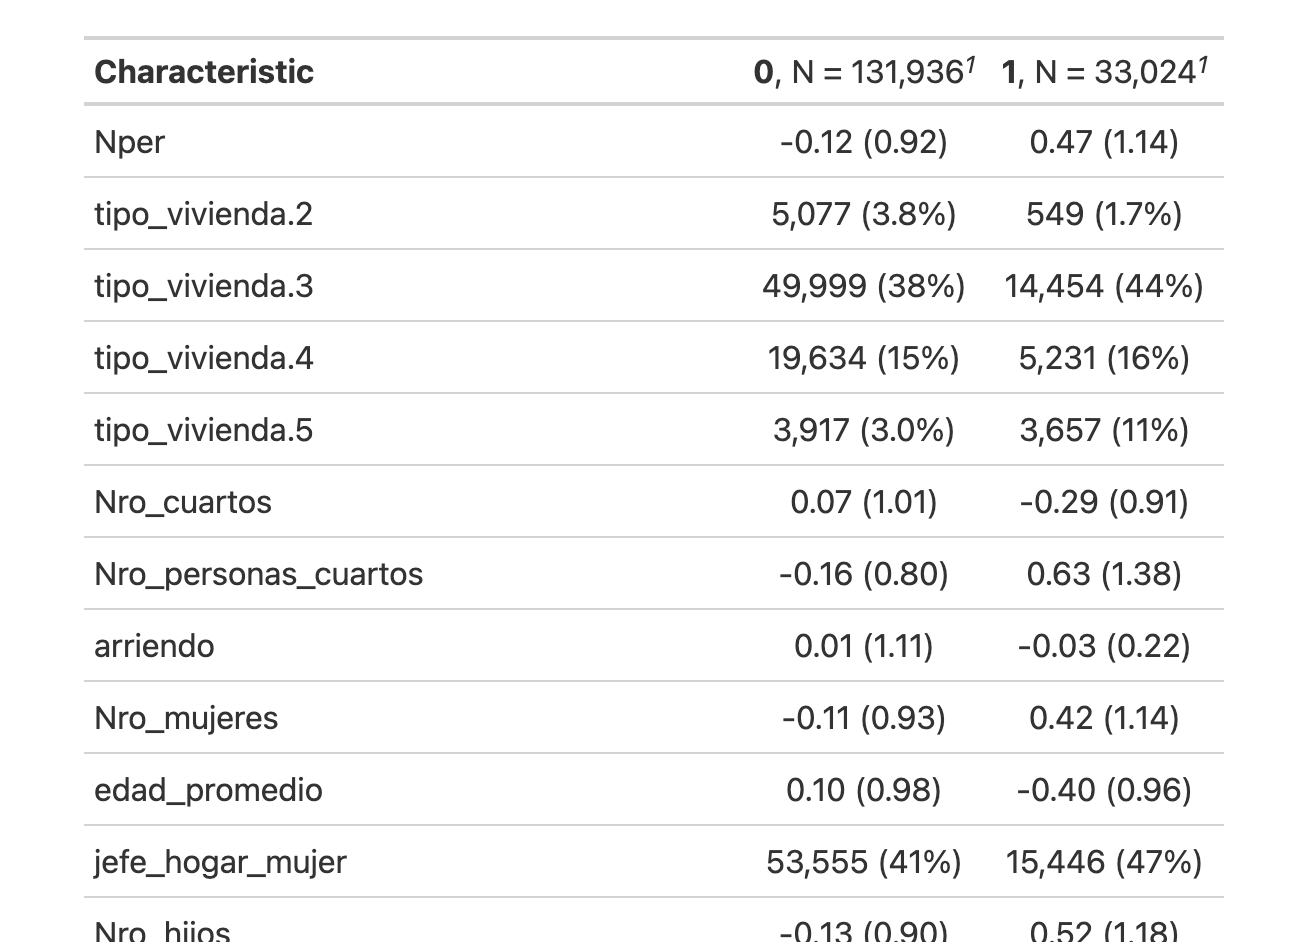 Characteristic 0, N = 131,936¹ 1, N = 33,024¹
Nper -0.12 (0.92) 0.47 (1.14)
tipo_vivienda.2 5,077 (3.8%) 549 (1.7%)
tipo_vivienda.3 49,999 (38%) 14,454 (44%)
tipo_vivienda.4 19,634 (15%) 5,231 (16%)
tipo_vivienda.5 3,917 (3.0%) 3,657 (11%)
Nro_cuartos 0.07 (1.01) -0.29 (0.91)
Nro_personas_cuartos -0.16 (0.80) 0.63 (1.38)
arriendo 0.01 (1.11) -0.03 (0.22)
Nro_mujeres -0.11 (0.93) 0.42 (1.14)
edad_promedio 0.10 (0.98) -0.40 (0.96)
jefe_hogar_mujer 53,555 (41%) 15,446 (47%)
Nro_hijos -0.13 (0.90) 0.52 (1.18)